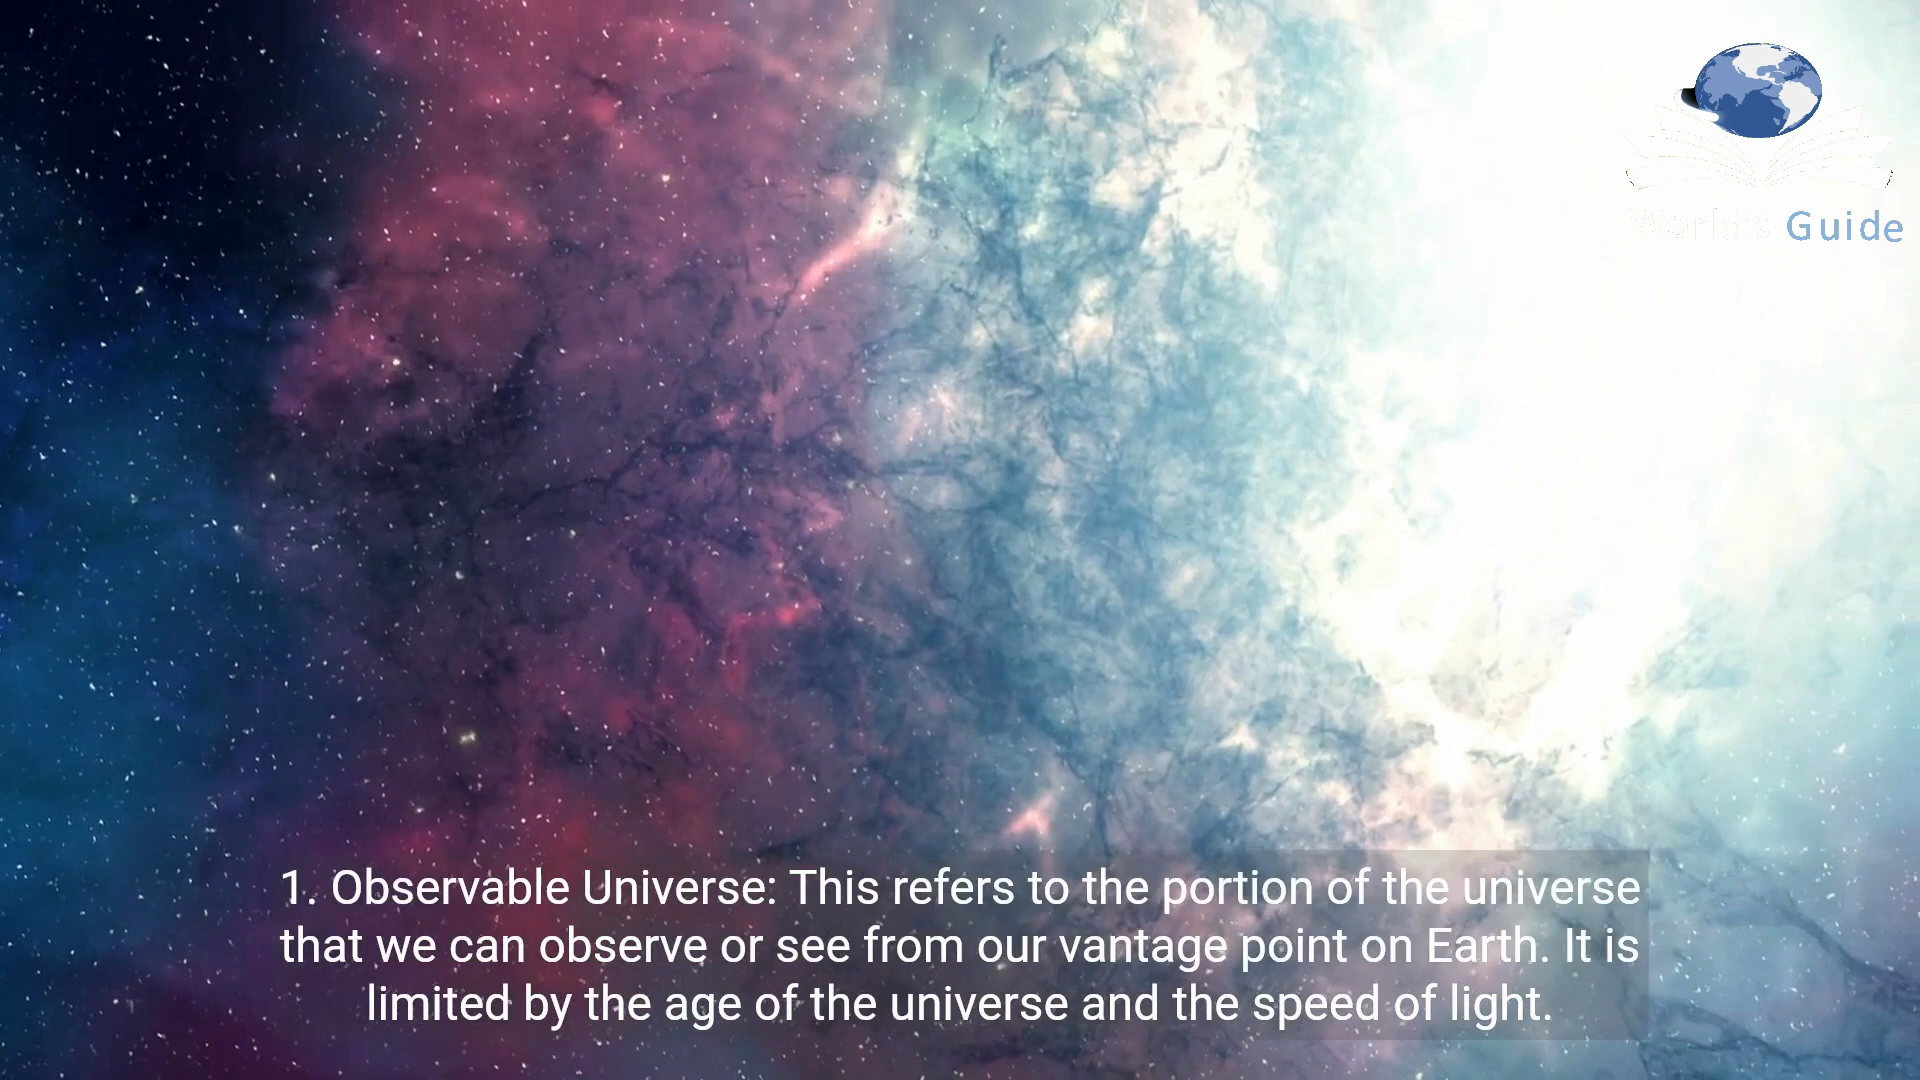 World's Guide
1. Observable Universe: This refers to the portion of the universe
that we can observe or see from our vantage point on Earth. It is
limited by the age of the universe and the speed of light.